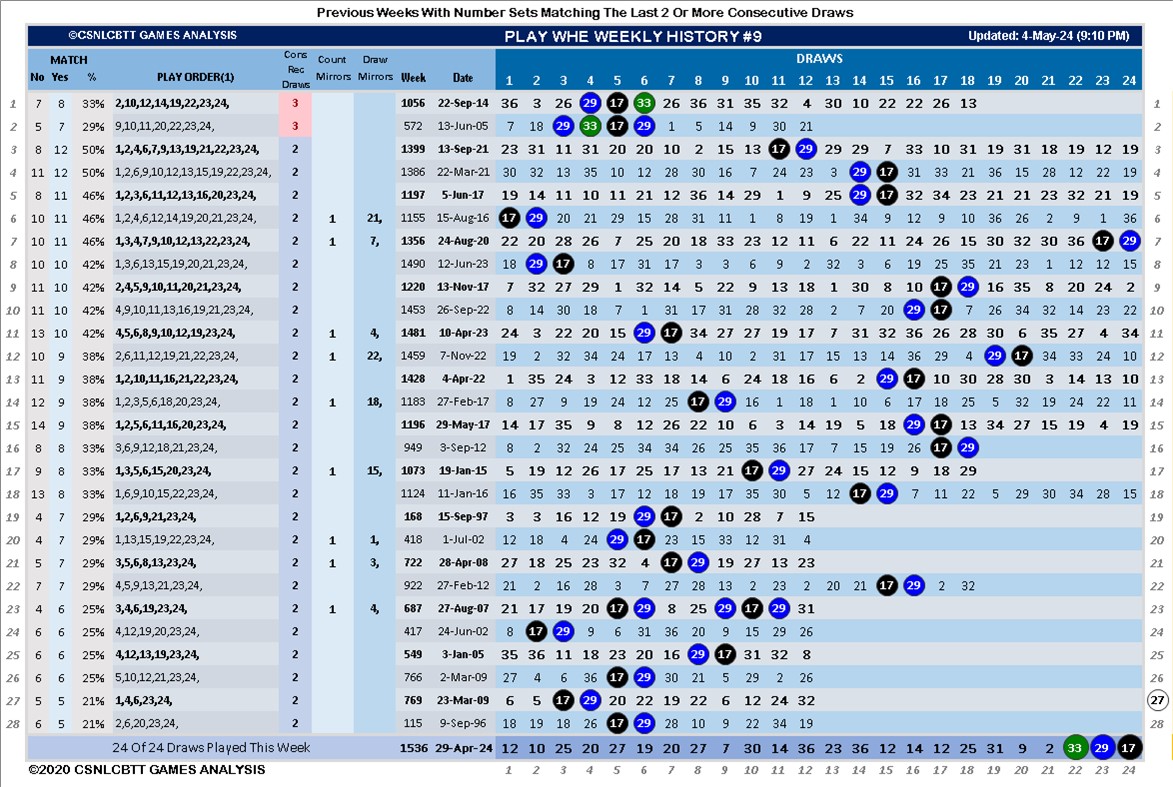 Previous Weeks With Number Sets Matching The Last 2 Or More Consecutive Draws
©CSNLCBTT GAMES ANALYSIS PLAY WHE WEEKLY HISTORY #9 Updated: 4-May-24 (9:10 PM)
MATCH Cons Rec Draws Count Mirrors Draw Mirrors DRAWS
No Yes % PLAY ORDER(1) Week Date 1 2 3 4 5 6 7 8 9 10 11 12 13 14 15 16 17 18 19 20 21 22 23 24
1 7 8 33% 2,10,12,14,19,22,23,24, 3 1056 22-Sep-14 36 3 26 29 17 33 26 36 31 35 32 4 30 10 22 22 26 13 1
2 5 7 29% 9,10,11,20,22,23,24, 3 572 13-Jun-05 7 18 29 33 17 29 1 5 14 9 30 21 2
3 8 12 50% 1,2,4,6,7,9,13,19,21,22,23,24, 2 1399 13-Sep-21 23 31 11 31 20 20 10 2 15 13 17 29 29 29 7 33 10 31 19 31 18 19 12 19 3
4 11 12 50% 1,2,6,9,10,12,13,15,19,22,23,24, 2 1386 22-Mar-21 30 32 13 35 10 12 28 30 16 7 24 23 3 29 17 31 33 21 36 15 28 12 22 19 4
5 8 11 46% 1,2,3,6,11,12,13,16,20,23,24, 2 1197 5-Jun-17 19 14 11 10 11 21 12 36 14 29 1 9 25 29 17 32 34 23 21 21 23 32 21 19 5
6 10 11 46% 1,2,4,6,12,14,19,20,21,23,24, 2 1 21, 1155 15-Aug-16 17 29 20 21 29 15 28 31 11 1 8 19 1 34 9 12 9 10 36 26 2 9 1 36 6
7 10 11 46% 1,3,4,7,9,10,12,13,22,23,24, 2 1 7, 1356 24-Aug-20 22 20 28 26 7 25 20 18 33 23 12 11 6 22 11 24 26 15 30 32 30 36 17 29 7
8 10 10 42% 1,3,6,13,15,19,20,21,23,24, 2 1490 12-Jun-23 18 29 17 8 17 31 17 3 3 6 9 2 32 3 6 16 19 25 35 21 23 1 12 12 15 8
9 11 10 42% 2,4,5,9,10,11,20,21,23,24, 2 1220 13-Nov-17 7 32 27 29 1 32 14 5 22 9 13 18 1 30 8 10 17 29 16 35 8 20 24 2 9
10 11 10 42% 4,9,10,11,13,16,19,21,23,24, 2 1453 26-Sep-22 8 14 30 18 7 1 31 17 31 28 32 28 2 7 20 29 17 7 26 34 32 14 23 22 10
11 13 10 42% 4,5,6,8,9,10,12,19,23,24, 2 1 4, 1481 10-Apr-23 24 3 22 20 15 29 17 34 27 27 19 17 7 31 32 36 26 28 30 6 35 27 4 34 11
12 10 9 38% 2,6,11,12,19,21,22,23,24, 2 1 22, 1459 7-Nov-22 19 2 32 34 24 17 13 4 10 2 31 17 15 13 14 36 29 4 29 17 34 33 24 10 12
13 11 9 38% 1,2,10,11,16,21,22,23,24, 2 1428 4-Apr-22 1 35 24 3 12 33 18 14 6 24 18 16 6 2 29 17 10 30 28 30 3 14 13 10 13
14 12 9 38% 1,2,3,5,6,18,20,23,24, 2 1 18, 1183 27-Feb-17 8 27 9 19 24 12 25 17 29 16 1 18 1 10 6 17 18 25 5 32 19 24 22 11 14
15 14 9 38% 1,2,5,6,11,16,20,23,24, 2 1196 29-May-17 14 17 35 9 8 12 26 22 10 6 3 14 19 5 18 29 17 13 34 27 15 19 4 19 15
16 8 8 33% 3,6,9,12,18,21,23,24, 2 949 3-Sep-12 8 2 32 24 25 34 34 26 25 35 36 17 7 15 19 26 17 29 16
17 9 8 33% 1,3,5,6,15,20,23,24, 2 1 15, 1073 19-Jan-15 5 19 12 26 17 25 17 13 21 17 29 27 24 15 12 9 18 29 17
18 13 8 33% 1,6,9,10,15,22,23,24, 2 1124 11-Jan-16 16 35 33 3 17 12 18 19 17 35 30 5 12 17 29 7 11 22 5 29 30 34 28 15 18
19 4 7 29% 1,2,6,9,21,23,24, 2 168 15-Sep-97 3 3 16 12 19 29 17 2 10 28 7 15 19
20 4 7 29% 1,13,15,19,22,23,24, 2 1 1, 418 1-Jul-02 12 18 4 24 29 17 23 15 33 12 31 4 20
21 5 7 29% 3,5,6,8,13,23,24, 2 1 3, 722 28-Apr-08 27 18 25 23 32 4 17 29 19 27 13 23 21
22 7 7 29% 4,5,9,13,21,23,24, 2 922 27-Feb-12 21 2 16 28 3 7 27 28 13 2 23 2 20 21 17 29 2 32 22
23 4 6 25% 3,4,6,19,23,24, 2 1 4, 687 27-Aug-07 21 17 19 20 17 29 8 25 29 17 29 31 23
24 6 6 25% 4,12,19,20,23,24, 2 417 24-Jun-02 8 17 29 9 6 31 36 20 9 15 29 26 24
25 6 6 25% 4,12,13,19,23,24, 2 549 3-Jan-05 35 36 11 18 23 20 16 29 17 31 32 8 25
26 6 6 25% 5,10,12,21,23,24, 2 766 2-Mar-09 27 4 6 36 17 29 30 21 5 29 2 26 26
27 5 5 21% 1,4,6,23,24, 2 769 23-Mar-09 6 5 17 29 20 22 19 22 6 12 24 32 27
28 6 5 21% 2,6,20,23,24, 2 115 9-Sep-96 18 19 18 26 17 29 28 10 9 22 34 19 28
24 Of 24 Draws Played This Week 1536 29-Apr-24 12 10 25 20 27 19 20 27 7 30 14 36 23 36 12 14 12 25 31 9 2 33 29 17
©2020 CSNLCBTT GAMES ANALYSIS 1 2 3 4 5 6 7 8 9 10 11 12 13 14 15 16 17 18 19 20 21 22 23 24